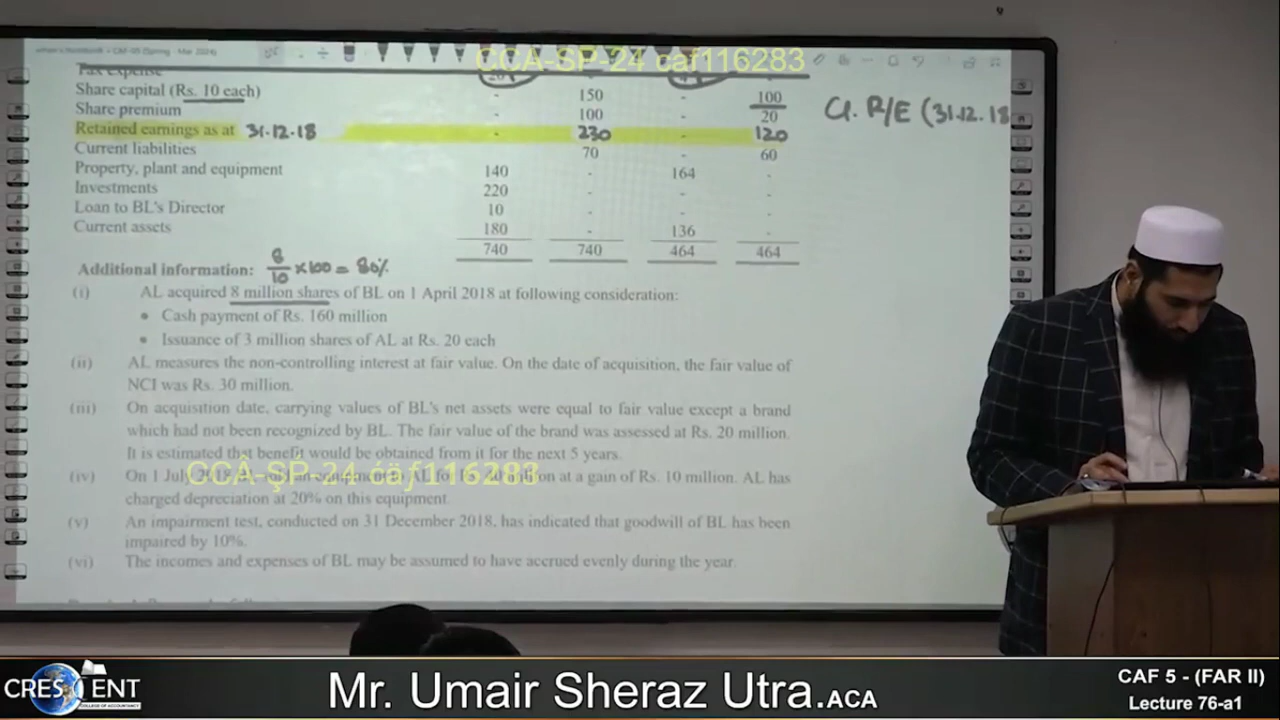 CCA-SP-24 caf116283
Tax expense
Share capital (Rs. 10 each) - 150 - 100
Share premium 100 20
Retained earnings as at 31.12.18 - 230 - 120
Current liabilities 70 - 60
Property, plant and equipment 140 - 164 -
Investments 220 - - -
Loan to BL's Director 10 - - -
Current assets 180 - 136 -
740 740 464 464
Cl. R/E (31.12.18
Additional information: 8/10 x100 = 80%
(i) AL acquired 8 million shares of BL on 1 April 2018 at following consideration:
• Cash payment of Rs. 160 million
• Issuance of 3 million shares of AL at Rs. 20 each
(ii) AL measures the non-controlling interest at fair value. On the date of acquisition, the fair value of
NCI was Rs. 30 million.
(iii) On acquisition date, carrying values of BL's net assets were equal to fair value except a brand
which had not been recognized by BL. The fair value of the brand was assessed at Rs. 20 million.
It is estimated that benefit would be obtained from it for the next 5 years.
(iv) On 1 July at a gain of Rs. 10 million. AL has
CCA-SP-24 caf116283
charged depreciation at 20% on this equipment.
(v) An impairment test, conducted on 31 December 2018, has indicated that goodwill of BL has been
impaired by 10%.
(vi) The incomes and expenses of BL may be assumed to have accrued evenly during the year.
CRESCENT
COLLEGE OF ACCOUNTANCY
Mr. Umair Sheraz Utra.ACA
CAF 5 - (FAR II)
Lecture 76-a1